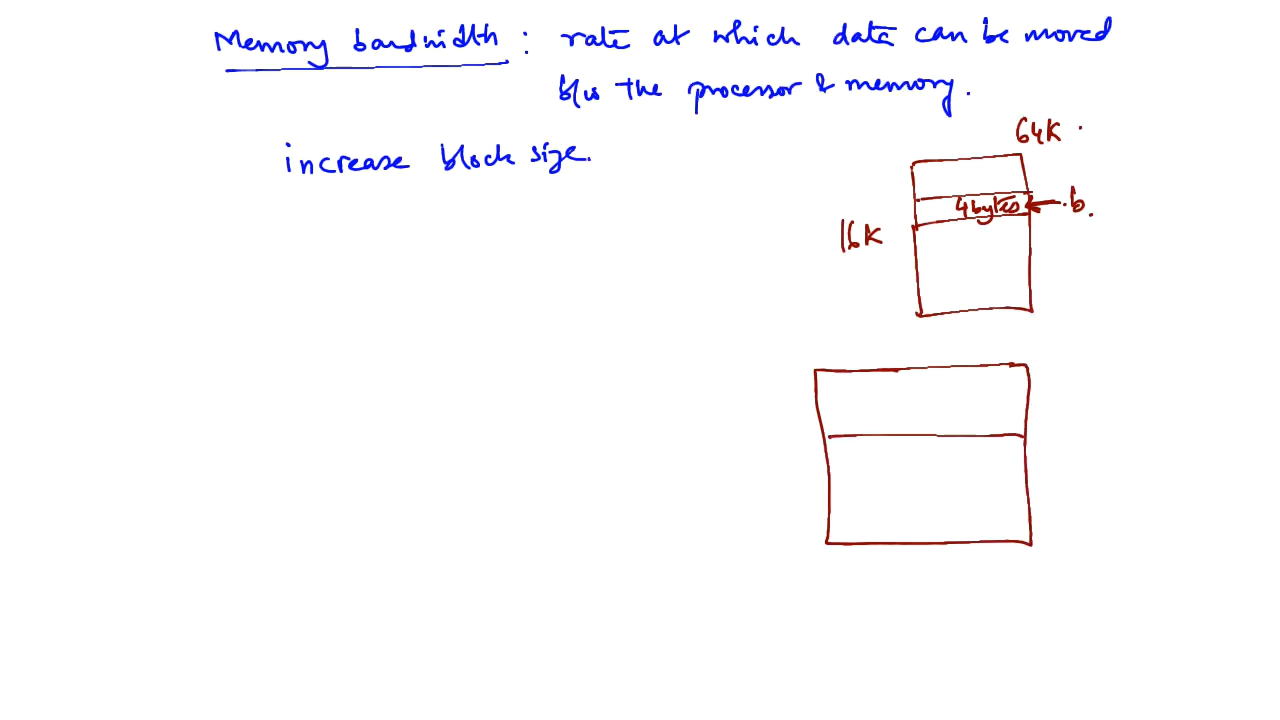 Memory bandwidth : rate at which data can be moved
b/w the processor & memory.
increase block size.
64K
4bytes
b.
16K